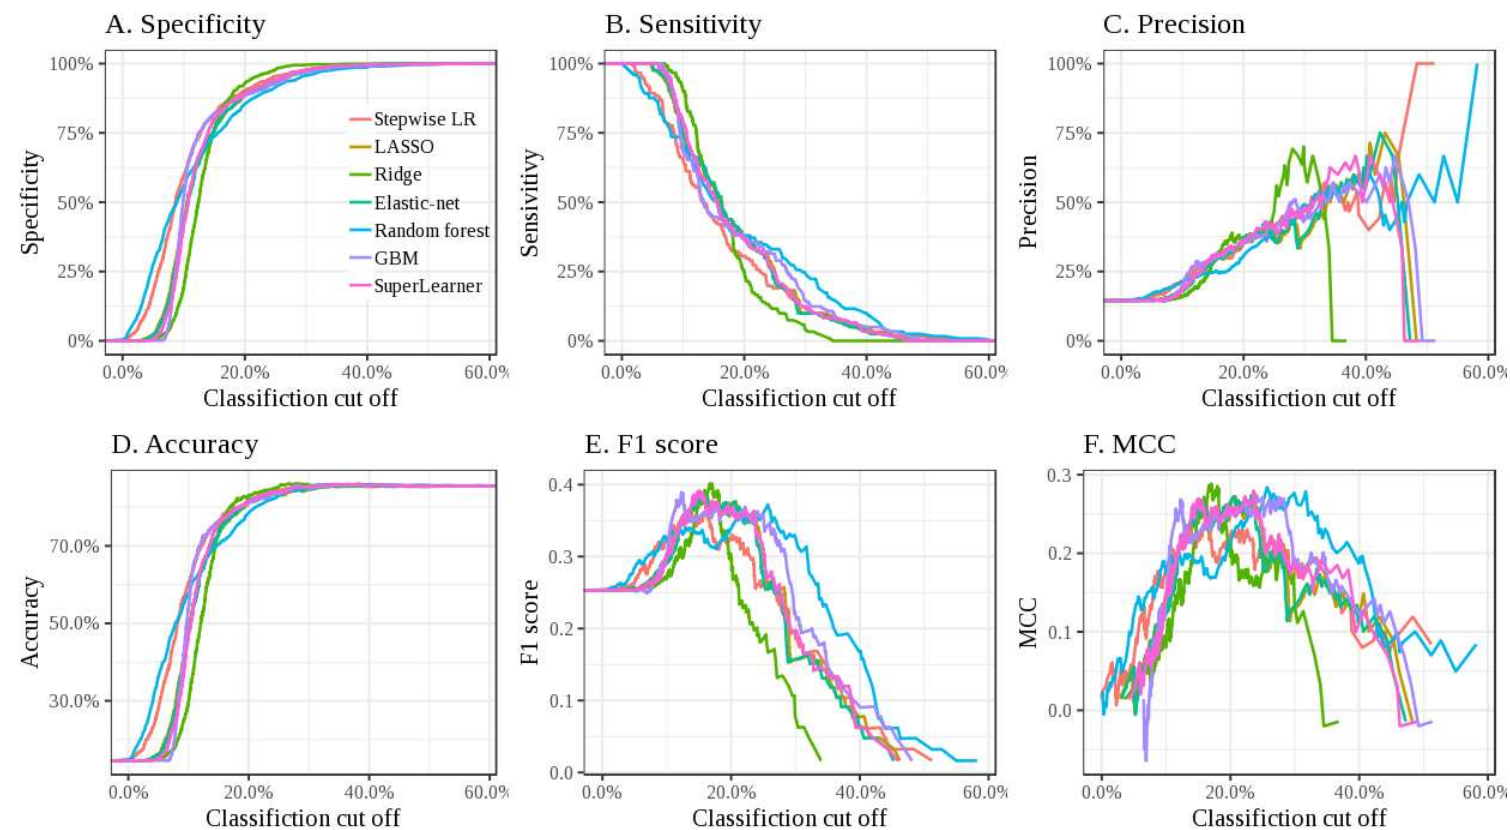 A. Specificity
B. Sensitivity
C. Precision
100%
75%
50%
25%
0%
Specificity
Stepwise LR
LASSO
Ridge
Elastic-net
Random forest
GBM
SuperLearner
0.0%
20.0%
40.0%
60.0%
Classifiction cut off
100%
75%
50%
25%
0%
Sensitivity
0.0%
20.0%
40.0%
60.0%
Classifiction cut off
100%
75%
50%
25%
0%
Precision
0.0%
20.0%
40.0%
60.0%
Classifiction cut off
D. Accuracy
E. F1 score
F. MCC
70.0%
50.0%
30.0%
Accuracy
0.0%
20.0%
40.0%
60.0%
Classifiction cut off
0.4
0.3
0.2
0.1
0.0
F1 score
0.0%
20.0%
40.0%
60.0%
Classifiction cut off
0.3
0.2
0.1
0.0
MCC
0.0%
20.0%
40.0%
60.0%
Classifiction cut off